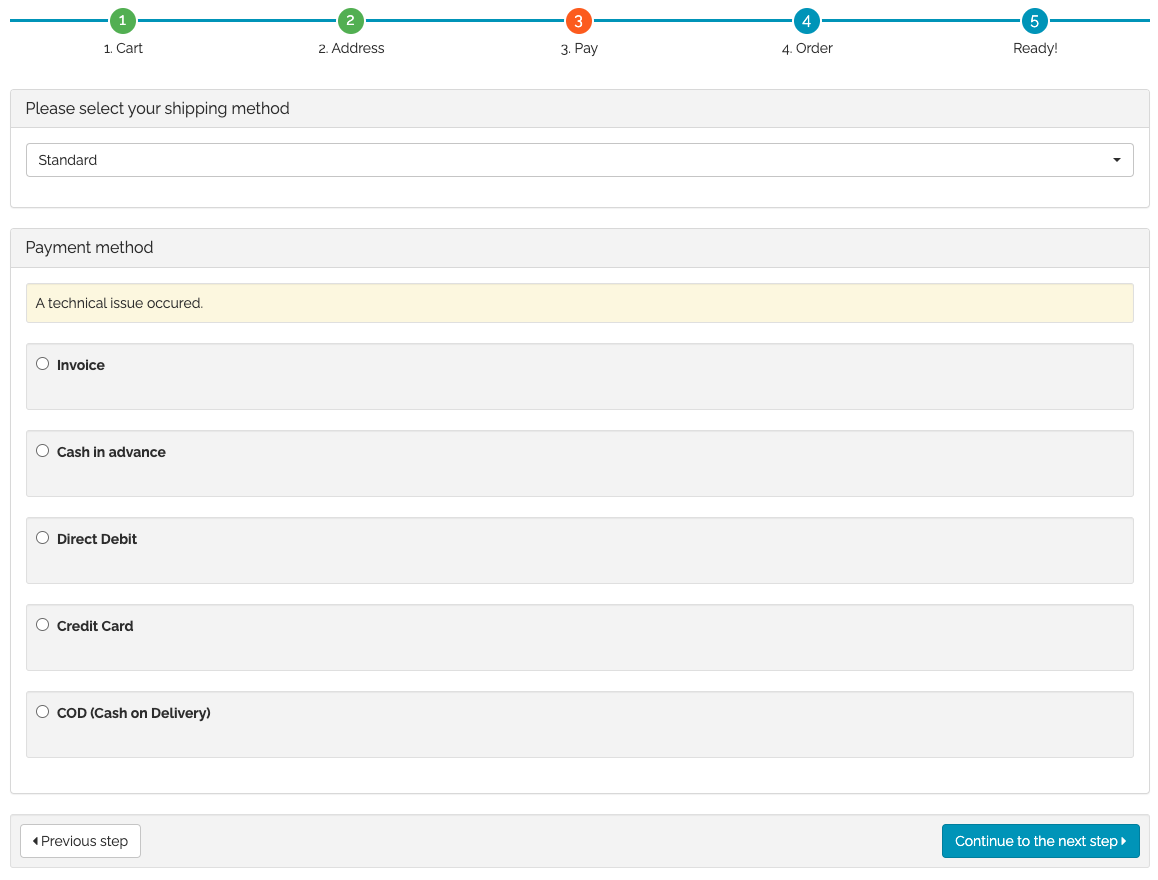 1 2 3 4 5
1. Cart 2. Address 3. Pay 4. Order Ready!
Please select your shipping method
Standard
Payment method
A technical issue occured.
Invoice
Cash in advance
Direct Debit
Credit Card
COD (Cash on Delivery)
Previous step Continue to the next step